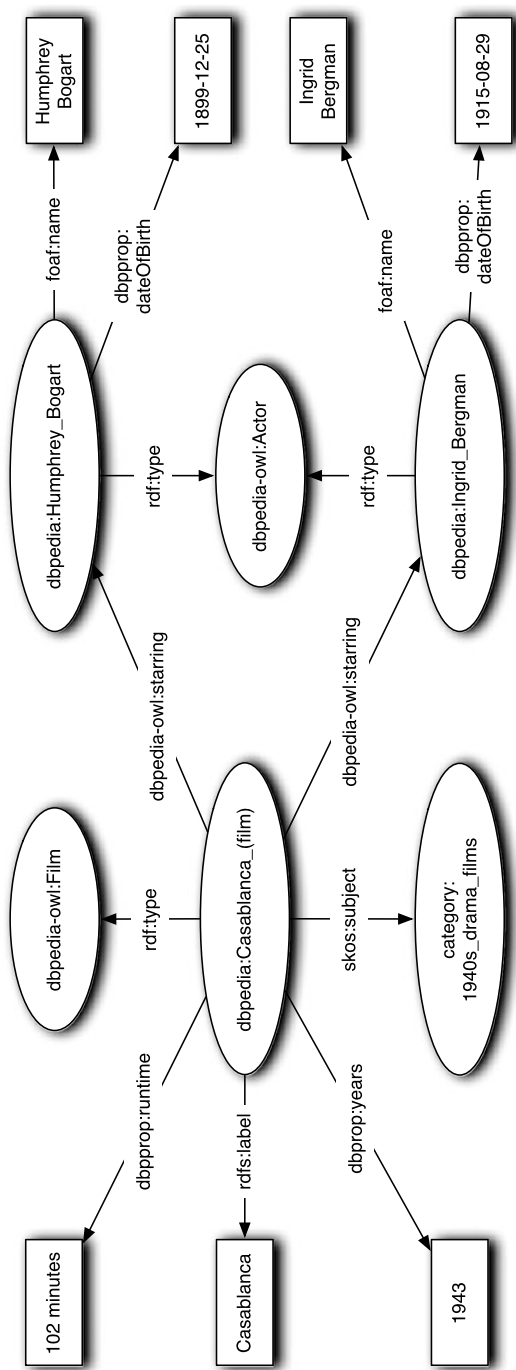 102 minutes
dbpedia-owl:Film
dbpedia:Humphrey_Bogart
foaf:name
Humphrey
Bogart
dbpprop:runtime
rdf:type
dbpedia-owl:starring
rdf:type
dbpprop:
dateOfBirth
1899-12-25
Casablanca
rdfs:label
dbpedia:Casablanca_(film)
dbpedia-owl:Actor
Ingrid
Bergman
dbprop:years
skos:subject
dbpedia-owl:starring
rdf:type
foaf:name
1943
category:
1940s_drama_films
dbpedia:Ingrid_Bergman
dbpprop:
dateOfBirth
1915-08-29